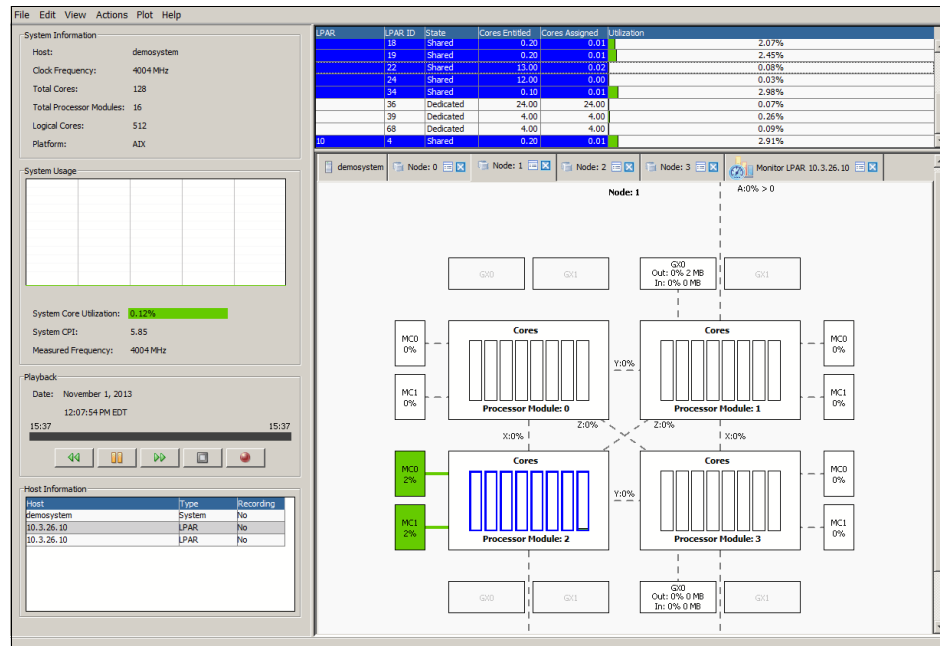 File Edit View Actions Plot Help
System Information
Host: demosystem
Clock Frequency: 4004 MHz
Total Cores: 128
Total Processor Modules: 16
Logical Cores: 512
Platform: AIX
System Usage
System Core Utilization: 0.12%
System CPI: 5.85
Measured Frequency: 4004 MHz
Playback
Date: November 1, 2013
12:07:54 PM EDT
15:37 15:37
Host Information
Host Type Recording
demosystem System No
10.3.26.10 LPAR No
10.3.26.10 LPAR No
LPAR LPAR ID State Cores Entitled Cores Assigned Utilization
18 Shared 0.20 0.01 2.07%
19 Shared 0.20 0.01 2.45%
22 Shared 13.00 0.02 0.08%
24 Shared 12.00 0.00 0.03%
34 Shared 0.10 0.01 2.98%
36 Dedicated 24.00 24.00 0.07%
39 Dedicated 4.00 4.00 0.26%
68 Dedicated 4.00 4.00 0.09%
10 4 Shared 0.20 0.01 2.91%
demosystem Node: 0 Node: 1 Node: 2 Node: 3 Monitor LPAR 10.3.26.10
Node: 1 A:0% > 0
GX0 GX1 GX0 GX1
Out: 0% 2 MB
In: 0% 0 MB
Cores Cores
MC0 MC0
0% 0%
Y:0%
MC1 MC1
0% 0%
Processor Module: 0 Processor Module: 1
X:0% Z:0% Z:0% X:0%
Cores Cores
MC0 MC0
2% 0%
Y:0%
MC1 MC1
2% 0%
Processor Module: 2 Processor Module: 3
GX0 GX1 GX0 GX1
Out: 0% 0 MB
In: 0% 0 MB